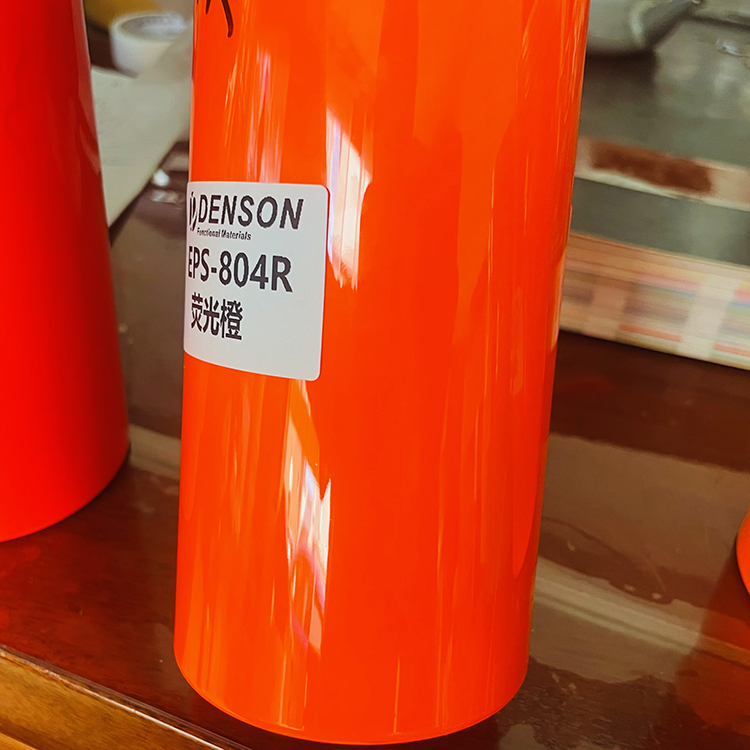 DENSON
Functional Materials
EPS-804R
荧光橙